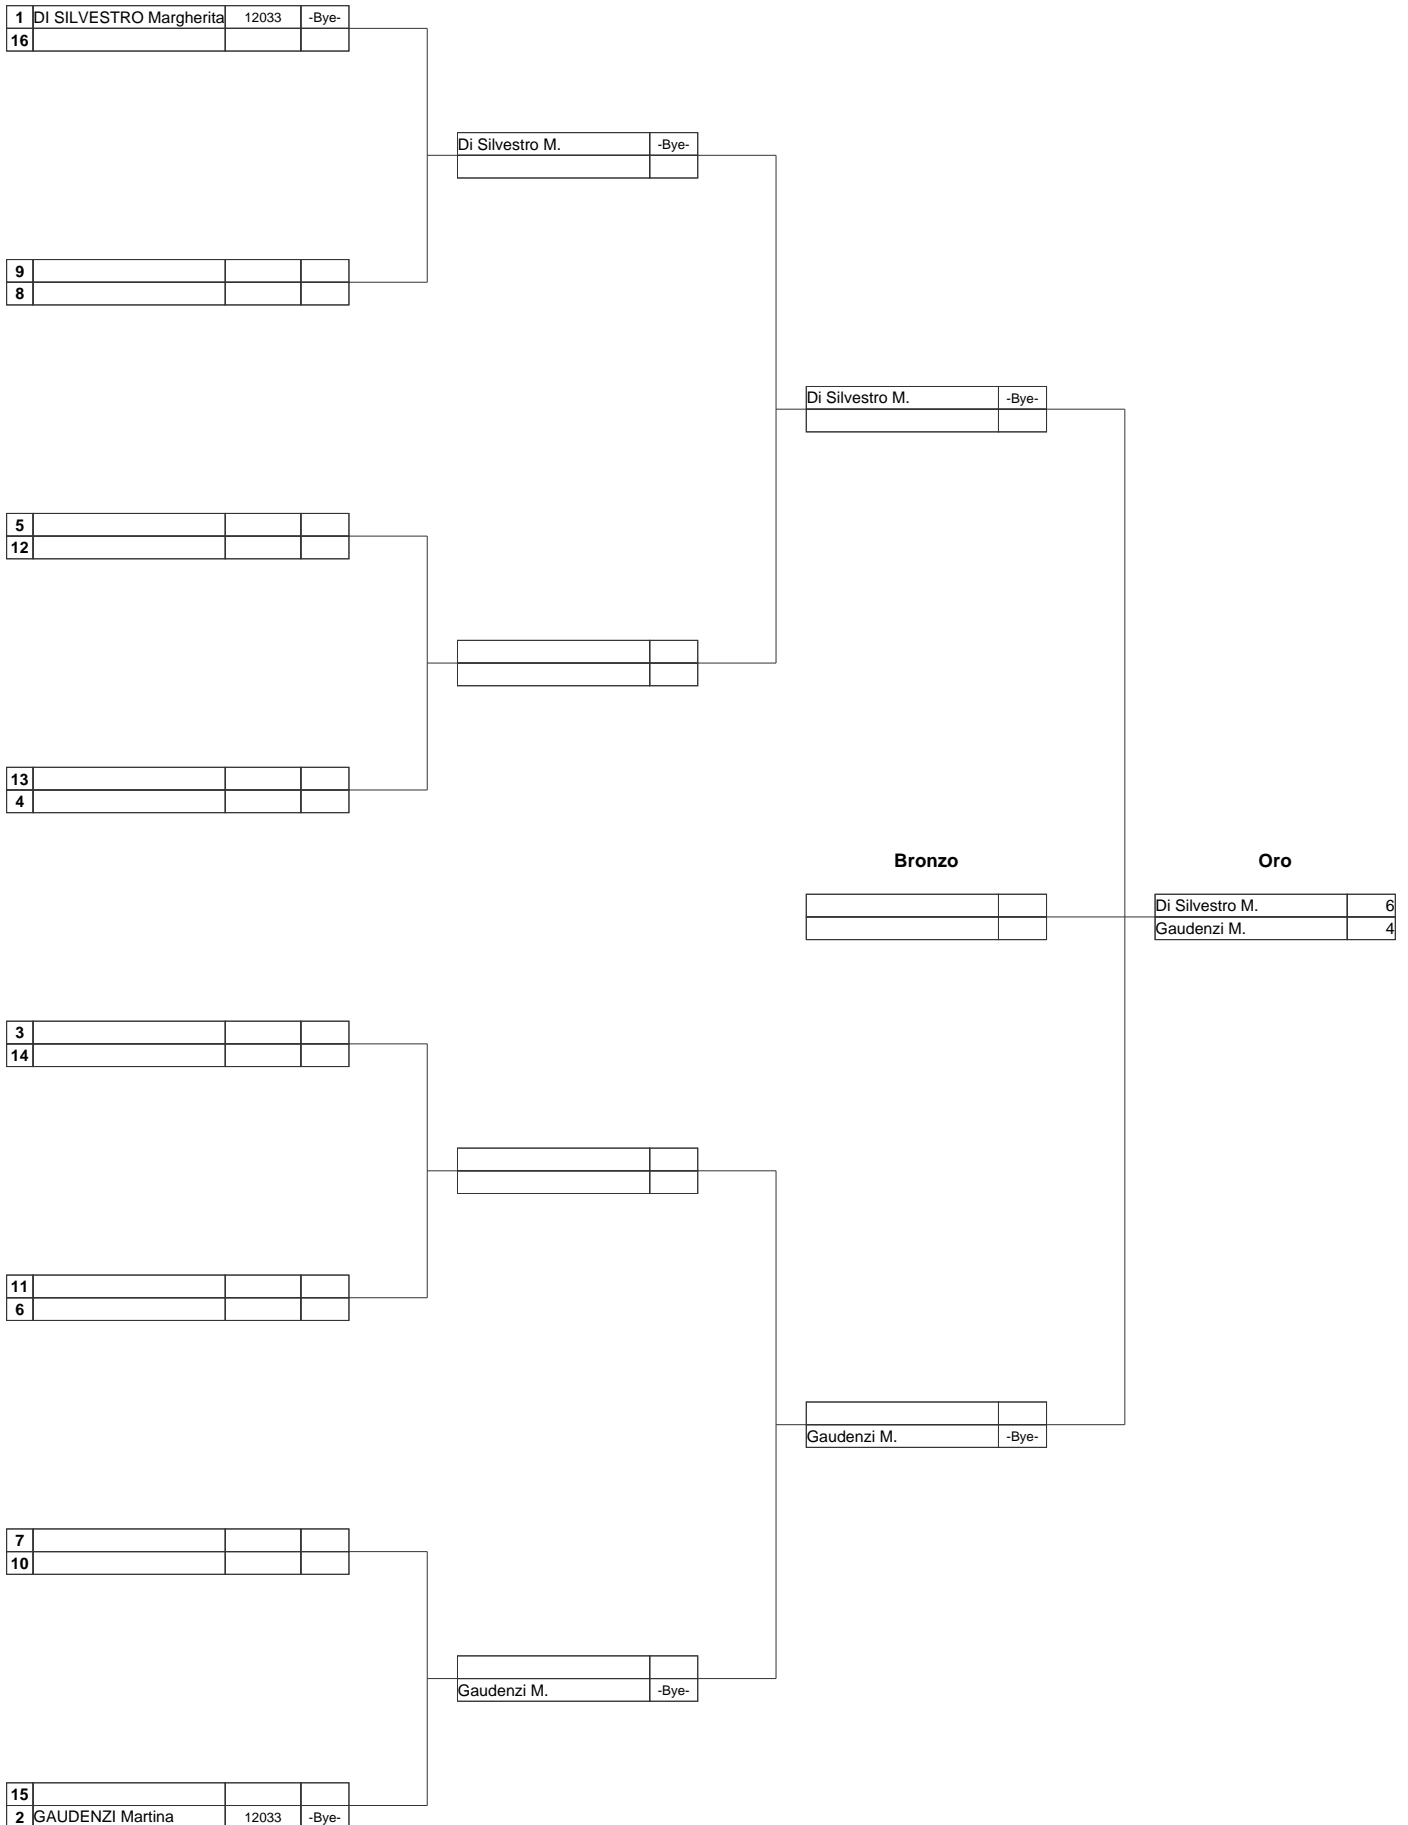 1 DI SILVESTRO Margherita 12033 -Bye-
16
Di Silvestro M. -Bye-
9
8
Di Silvestro M. -Bye-
5
12
13
4
Bronzo Oro
Di Silvestro M. 6
Gaudenzi M. 4
3
14
11
6
Gaudenzi M. -Bye-
7
10
Gaudenzi M. -Bye-
15
2 GAUDENZI Martina 12033 -Bye-